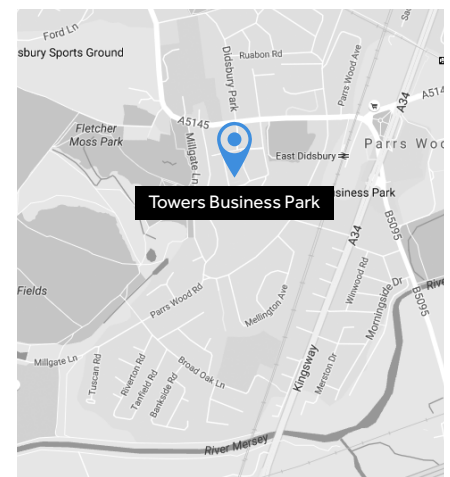 Ford Ln
sbury Sports Ground
Didsbury Park
Ruabon Rd
Parrs Wood Ave
A34
A514
A5145
Fletcher
Moss Park
Millgate Ln
East Didsbury
Parrs Woo
Towers Business Park
siness Park
B5095
A34
Fields
Parrs Wood Rd
Mellington Ave
Winwood Rd
Morningside Dr
Rive
B5095
Millgate Ln
Tuscan Rd
Riverton Rd
Tanfield Rd
Bankside Rd
Broad Oak Ln
Kingsway
Merston Dr
River Mersey